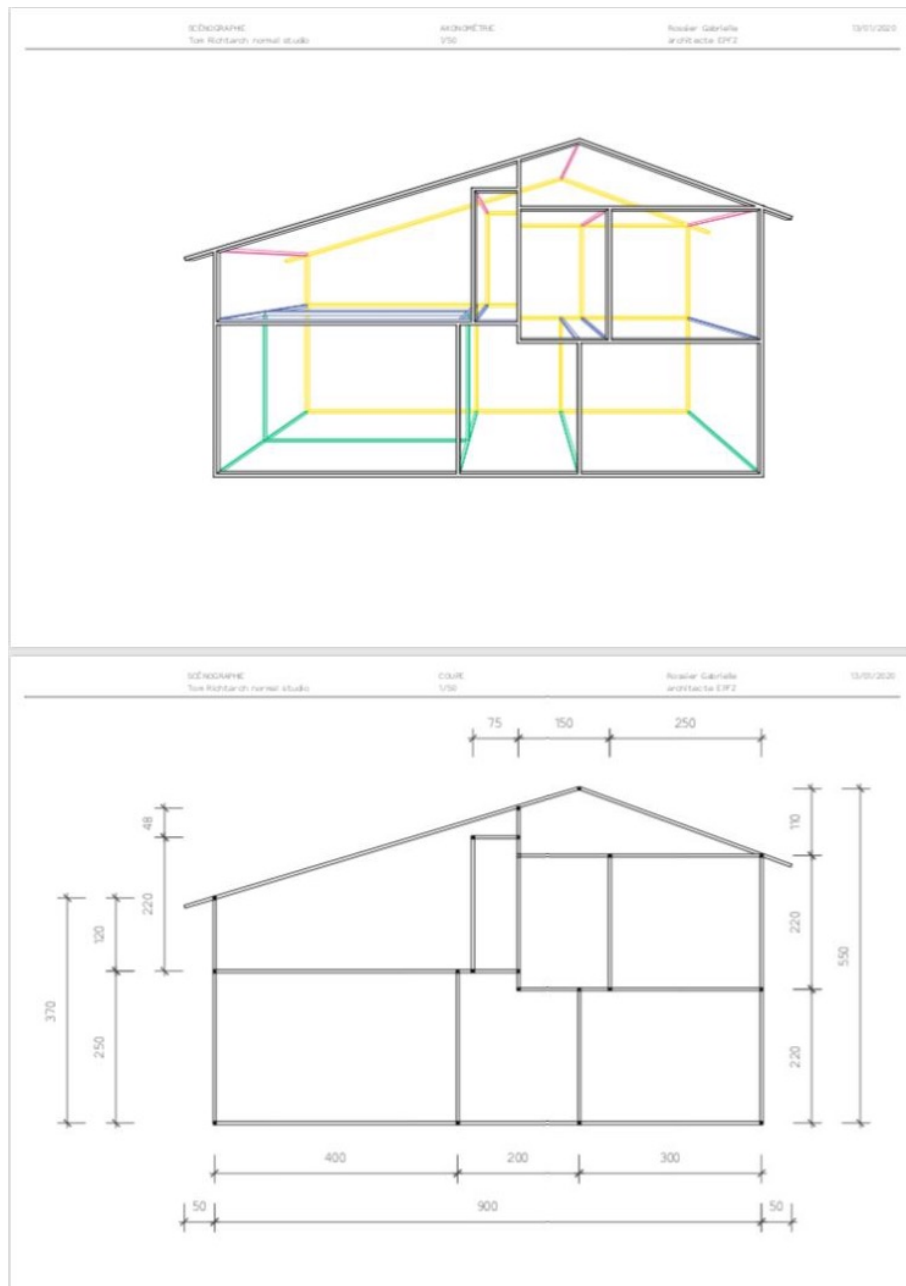 SCÉNOGRAPHIE
Tom Richtarch normel studio
AXONOMÉTRIE
1/50
Rossier Gabrielle
architecte EPFZ
13/01/2020
SCÉNOGRAPHIE
Tom Richtarch normel studio
COUPE
1/50
Rossier Gabrielle
architecte EPFZ
13/01/2020
75 150 250
48
110
220
120
220
550
370
250
220
400 200 300
50 900 50